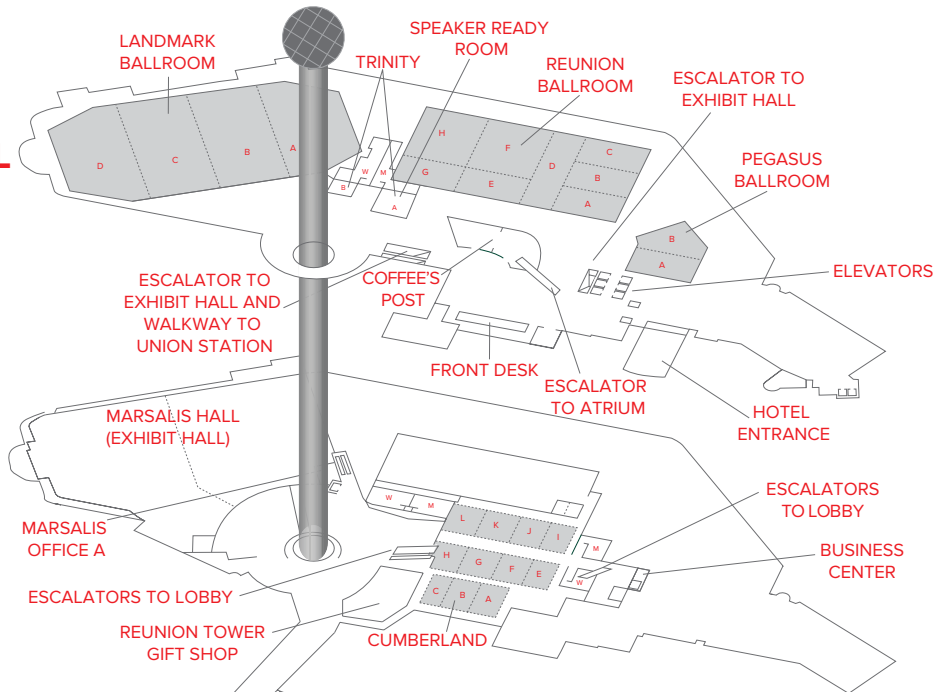 LANDMARK
BALLROOM
TRINITY
SPEAKER READY
ROOM
REUNION
BALLROOM
ESCALATOR TO
EXHIBIT HALL
PEGASUS
BALLROOM
D
C
B
A
B
W
M
A
H
G
F
E
D
C
B
A
B
A
ELEVATORS
ESCALATOR TO
EXHIBIT HALL AND
WALKWAY TO
UNION STATION
COFFEE'S
POST
FRONT DESK
ESCALATOR
TO ATRIUM
HOTEL
ENTRANCE
MARSALIS HALL
(EXHIBIT HALL)
MARSALIS
OFFICE A
W
M
L
K
J
I
M
H
G
F
E
W
C
B
A
ESCALATORS
TO LOBBY
BUSINESS
CENTER
ESCALATORS TO LOBBY
REUNION TOWER
GIFT SHOP
CUMBERLAND